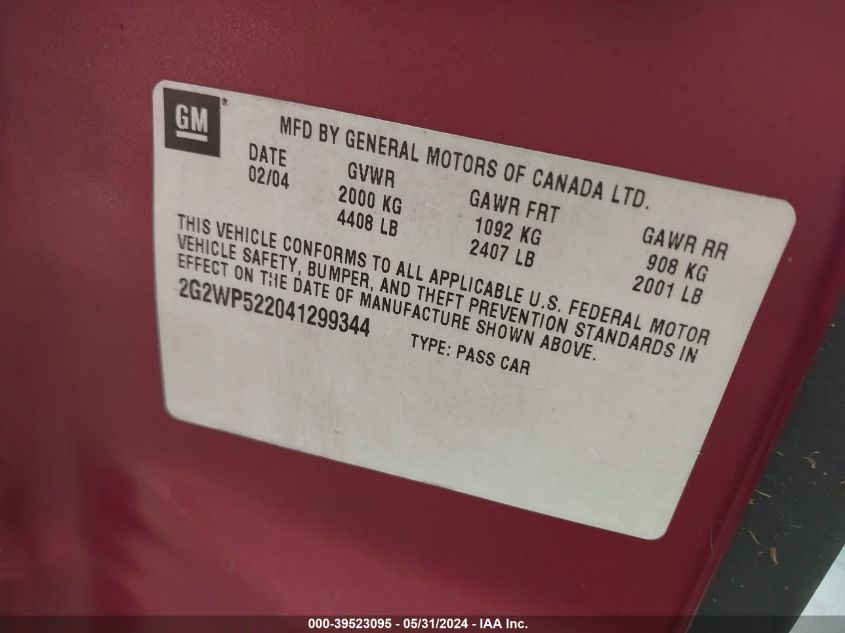 GM®
MFD BY GENERAL MOTORS OF CANADA LTD.
DATE GVWR GAWR FRT GAWR RR
02/04 2000 KG 1092 KG 908 KG
4408 LB 2407 LB 2001 LB
THIS VEHICLE CONFORMS TO ALL APPLICABLE U.S. FEDERAL MOTOR
VEHICLE SAFETY, BUMPER, AND THEFT PREVENTION STANDARDS IN
EFFECT ON THE DATE OF MANUFACTURE SHOWN ABOVE.
2G2WP522041299344 TYPE: PASS CAR
000-39523095 - 05/31/2024 - IAA Inc.